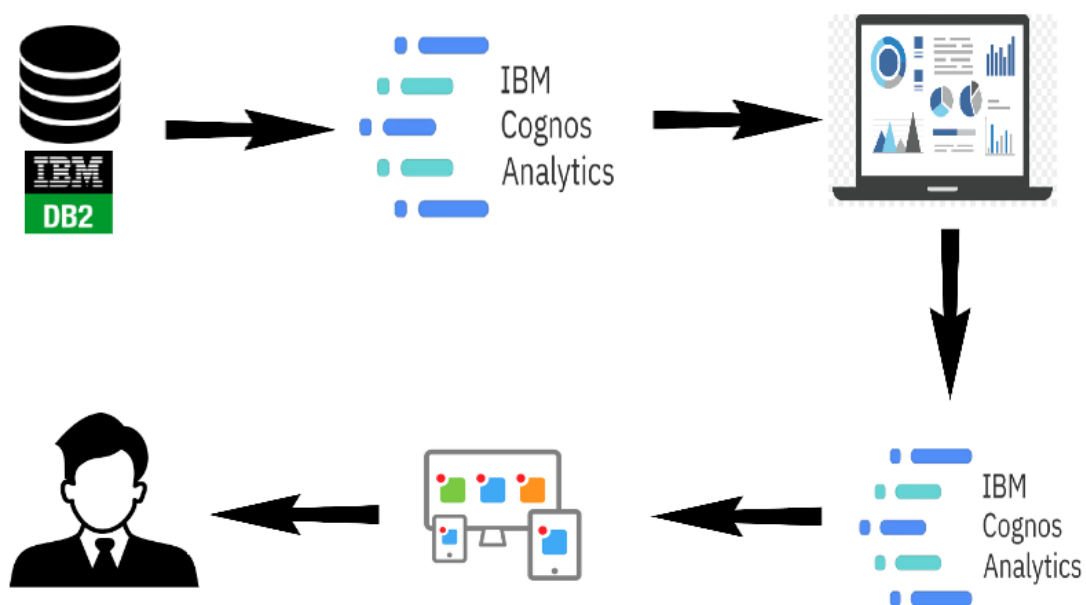 IBM
Cognos
Analytics
IBM
DB2
IBM
Cognos
Analytics